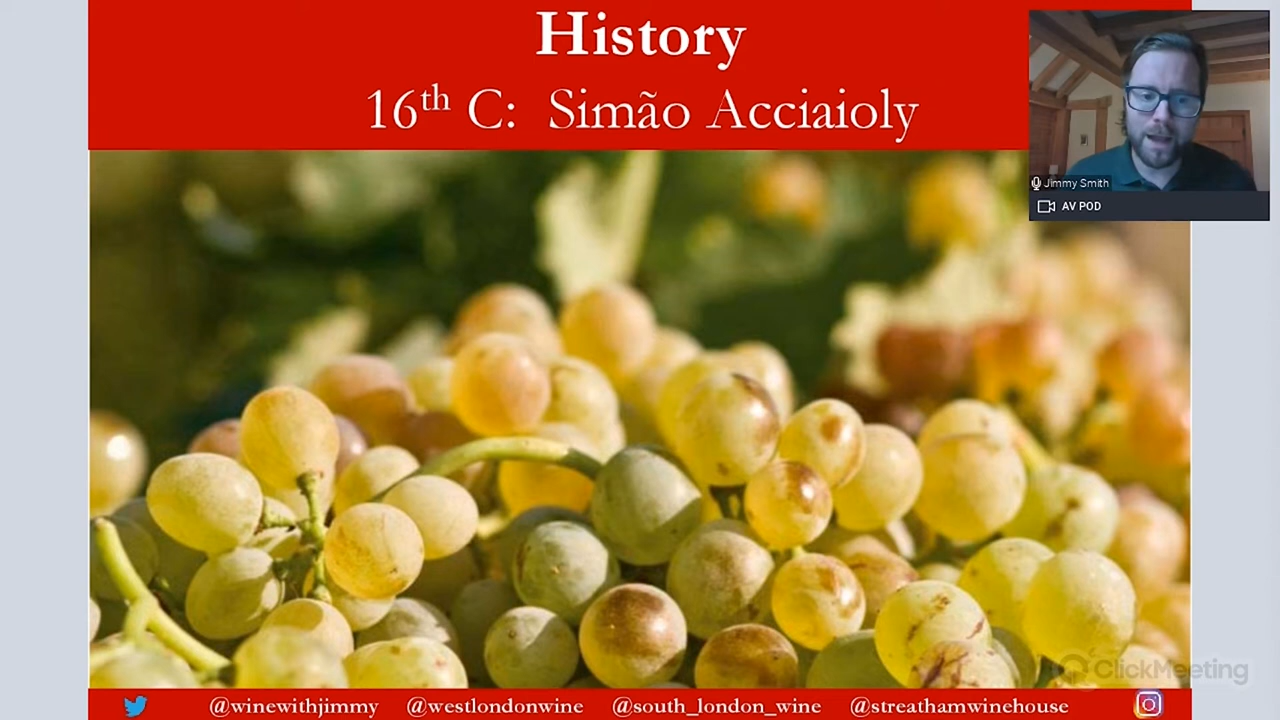 History
16th C: Simão Acciaioly
Jimmy Smith
AV POD
ClickMeeting
@winewithjimmy @westlondonwine @south_london_wine @streathamwinehouse